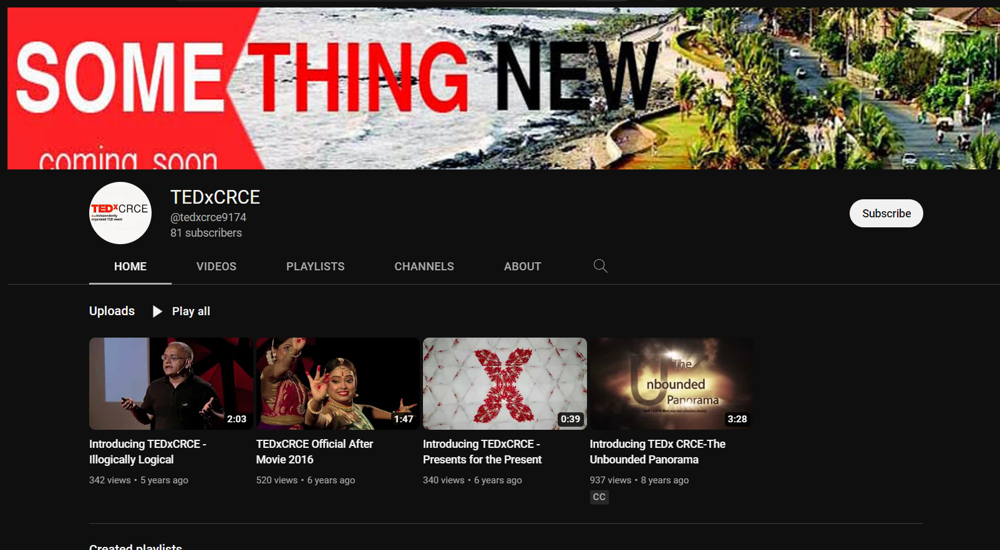 SOMETHING NEW
coming soon
TEDxCRCE
x = independently
organized TED event
TEDxCRCE
@tedxcrce9174
81 subscribers
Subscribe
HOME
VIDEOS
PLAYLISTS
CHANNELS
ABOUT
Uploads
Play all
2:03
1:47
0:39
The
Unbounded
Panorama
3:28
Introducing TEDxCRCE -
Illogically Logical
342 views • 5 years ago
TEDxCRCE Official After
Movie 2016
520 views • 6 years ago
Introducing TEDxCRCE -
Presents for the Present
340 views • 6 years ago
Introducing TEDx CRCE-The
Unbounded Panorama
937 views • 8 years ago
CC
Created playlists